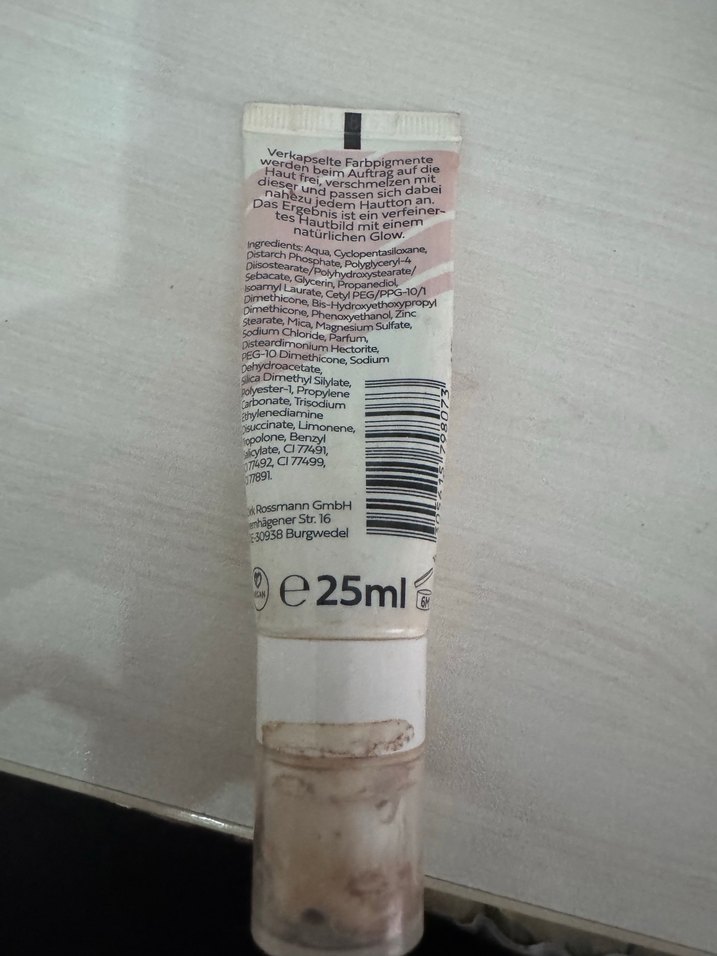 Verkapselte Farbpigmente
werden beim Auftrag auf die
Haut frei, verschmelzen mit
dieser und passen sich dabei
nahezu jedem Hautton an.
Das Ergebnis ist ein verfeiner-
tes Hautbild mit einem
natürlichen Glow.
Ingredients: Aqua, Cyclopentasiloxane,
Distarch Phosphate, Polyglyceryl-4
Diisostearate/Polyhydroxystearate/
Sebacate, Glycerin, Propanediol,
Isoamyl Laurate, Cetyl PEG/PPG-10/1
Dimethicone, Bis-Hydroxyethoxypropyl
Dimethicone, Phenoxyethanol, Zinc
Stearate, Mica, Magnesium Sulfate,
Sodium Chloride, Parfum,
Disteardimonium Hectorite,
PEG-10 Dimethicone, Sodium
Dehydroacetate,
Silica Dimethyl Silylate,
Polyester-1, Propylene
Carbonate, Trisodium
Ethylenediamine
Disuccinate, Limonene,
Benzyl
CI 77491,
77492, CI 77499,
77891.
Rossmann GmbH
Str. 16
30938 Burgwedel
VEGAN
e 25ml
6M